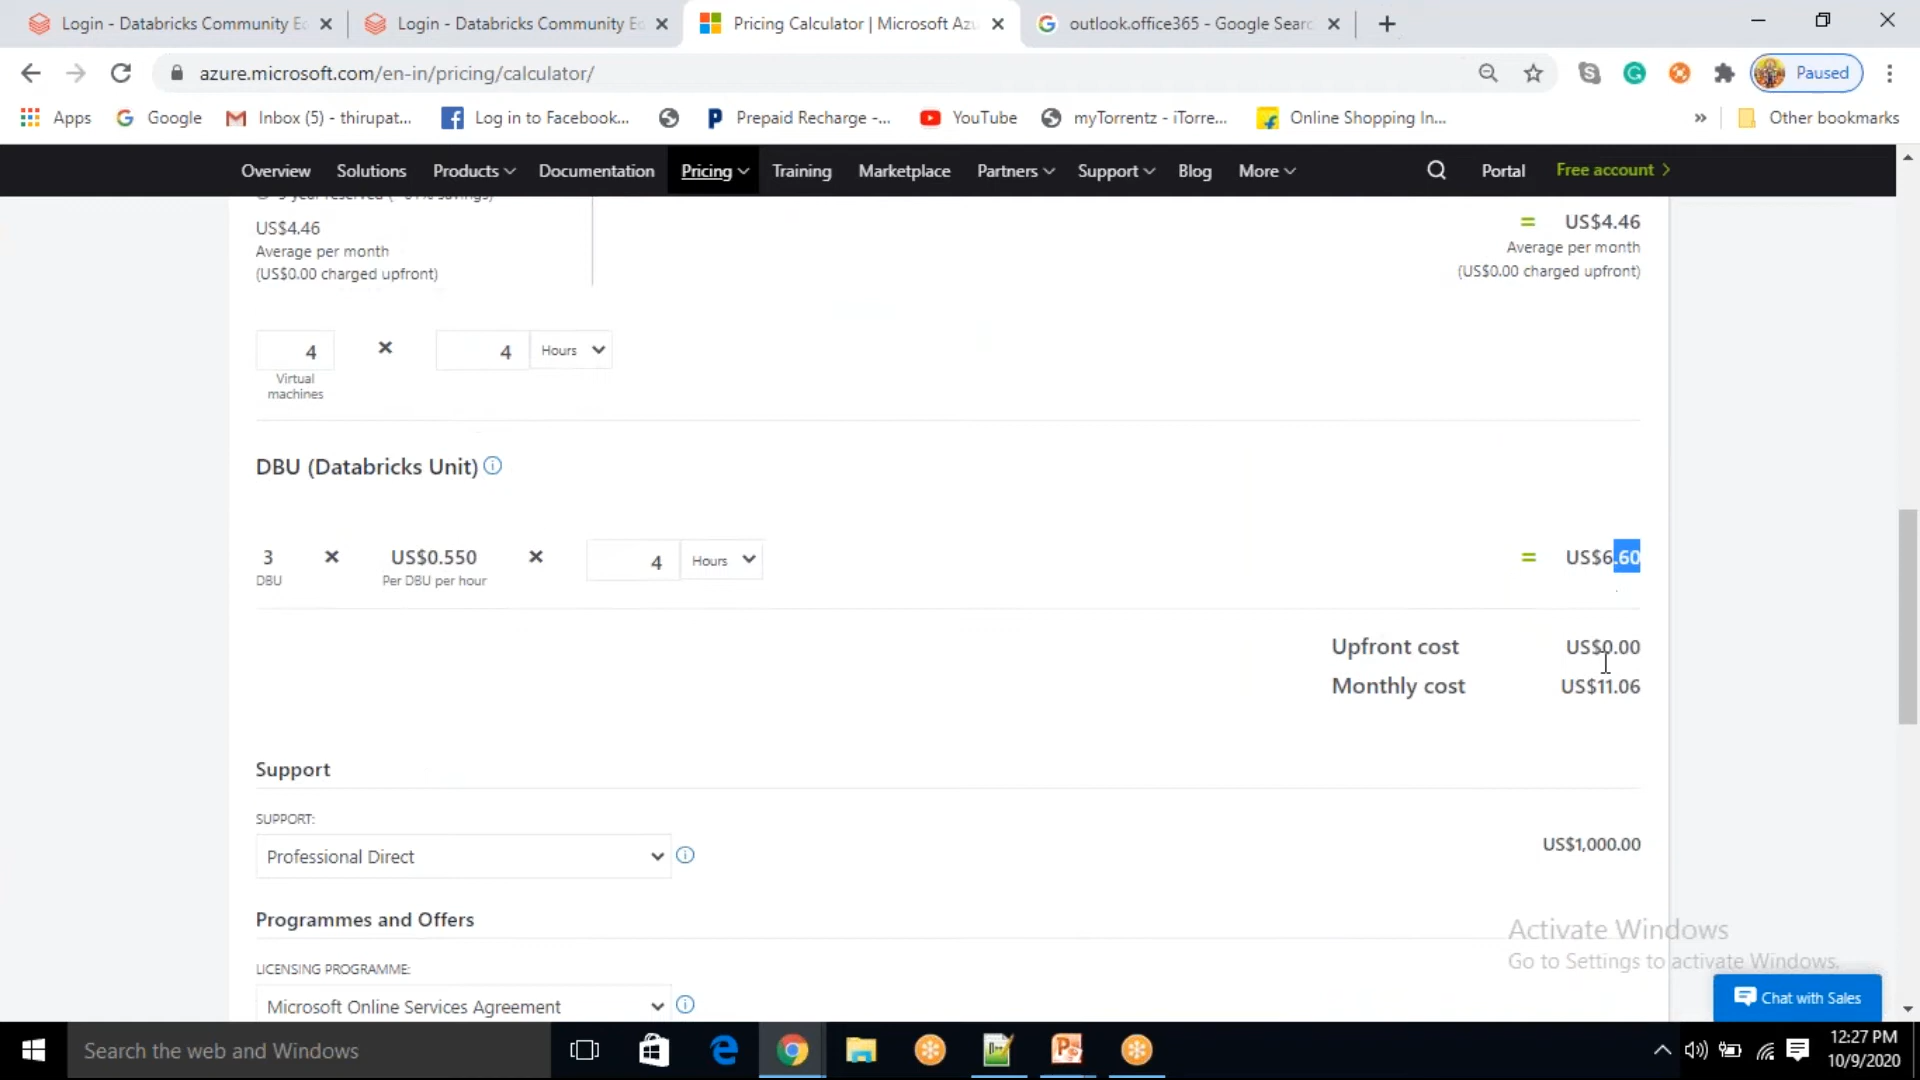 Login - Databricks Community Ec
Login - Databricks Community Ec
Pricing Calculator | Microsoft Azu
outlook.office365 - Google Searc
azure.microsoft.com/en-in/pricing/calculator/
Paused
Apps
Google
Inbox (5) - thirupat...
Log in to Facebook...
Prepaid Recharge -...
YouTube
myTorrentz - iTorre...
Online Shopping In...
»
Other bookmarks
Overview
Solutions
Products
Documentation
Pricing
Training
Marketplace
Partners
Support
Blog
More
Portal
Free account
US$4.46
Average per month
(US$0.00 charged upfront)
= US$4.46
Average per month
(US$0.00 charged upfront)
4 × 4 Hours
Virtual
machines
DBU (Databricks Unit)
3 × US$0.550 × 4 Hours = US$6.60
DBU Per DBU per hour
Upfront cost US$0.00
Monthly cost US$11.06
Support
SUPPORT:
Professional Direct
US$1,000.00
Programmes and Offers
LICENSING PROGRAMME:
Microsoft Online Services Agreement
Activate Windows
Go to Settings to activate Windows.
Chat with Sales
Search the web and Windows
12:27 PM
10/9/2020